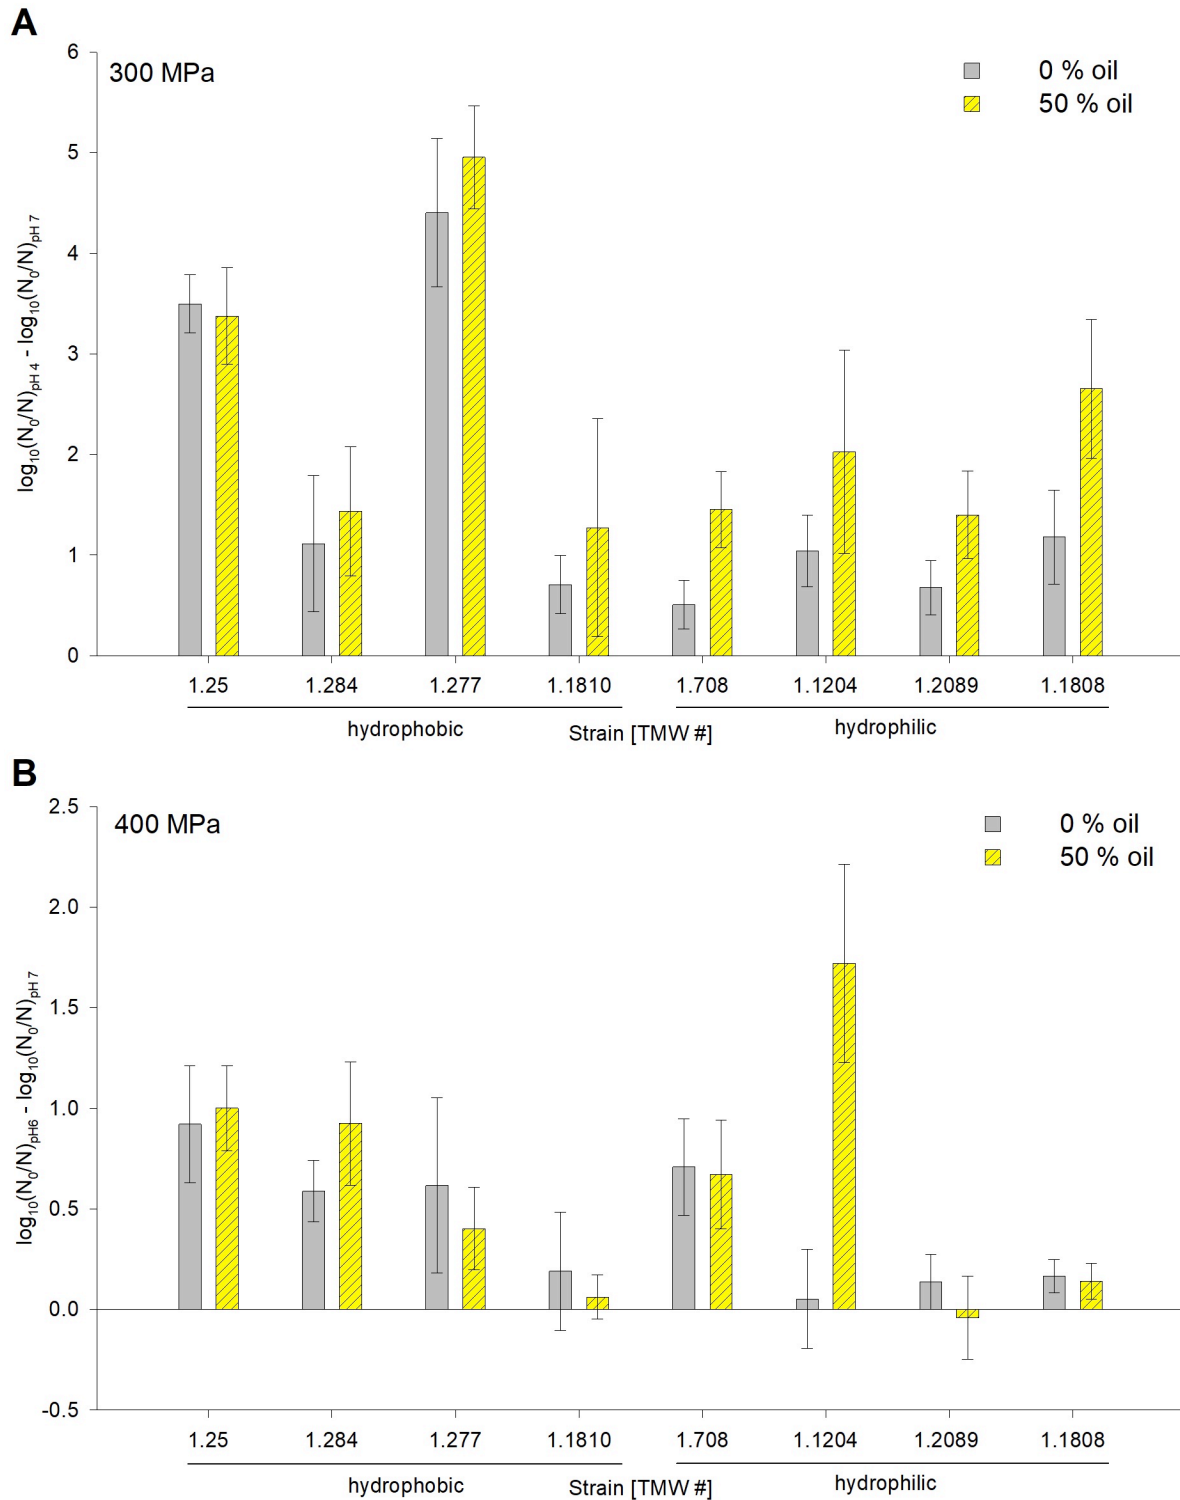 A
300 MPa
0 % oil
50 % oil
6
5
4
3
2
1
0
log₁₀(N₀/N)pH 4 - log₁₀(N₀/N)pH 7
1.25 1.284 1.277 1.1810 1.708 1.1204 1.2089 1.1808
hydrophobic Strain [TMW #] hydrophilic
B
400 MPa
0 % oil
50 % oil
2.5
2.0
1.5
1.0
0.5
0.0
-0.5
log₁₀(N₀/N)pH6 - log₁₀(N₀/N)pH 7
1.25 1.284 1.277 1.1810 1.708 1.1204 1.2089 1.1808
hydrophobic Strain [TMW #] hydrophilic